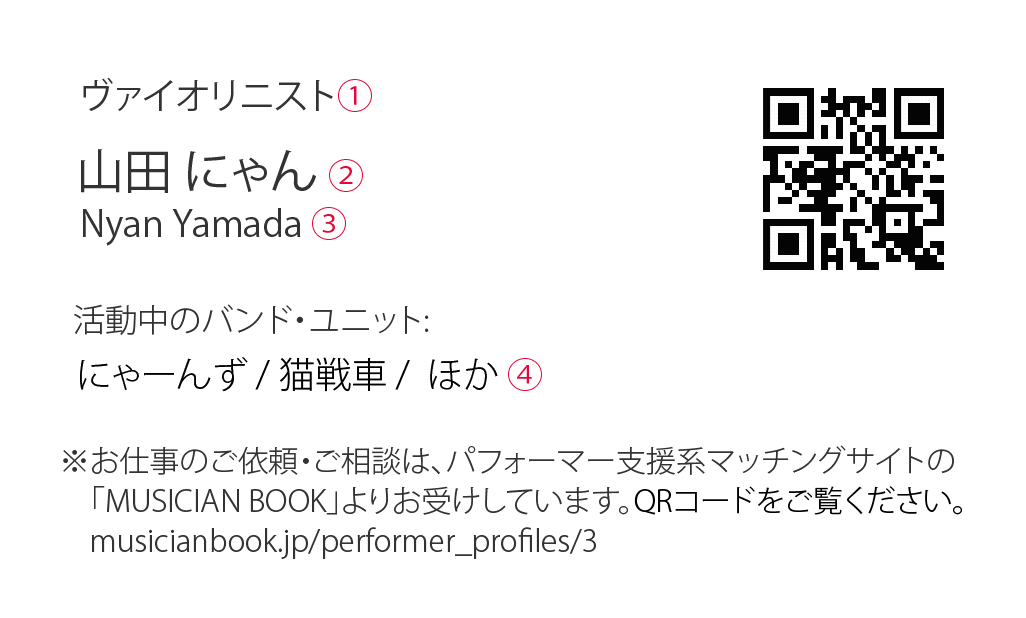 ヴァイオリニスト①
山田 にゃん ②
Nyan Yamada ③
活動中のバンド・ユニット:
にゃーんず / 猫戦車 / ほか ④
※お仕事のご依頼・ご相談は、パフォーマー支援系マッチングサイトの
「MUSICIAN BOOK」よりお受けしています。QRコードをご覧ください。
musicianbook.jp/performer_profiles/3